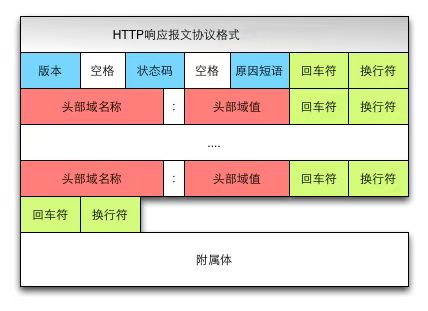 HTTP响应报文协议格式
版本 空格 状态码 空格 原因短语 回车符 换行符
头部域名称 : 头部域值 回车符 换行符
....
头部域名称 : 头部域值 回车符 换行符
回车符 换行符
附属体